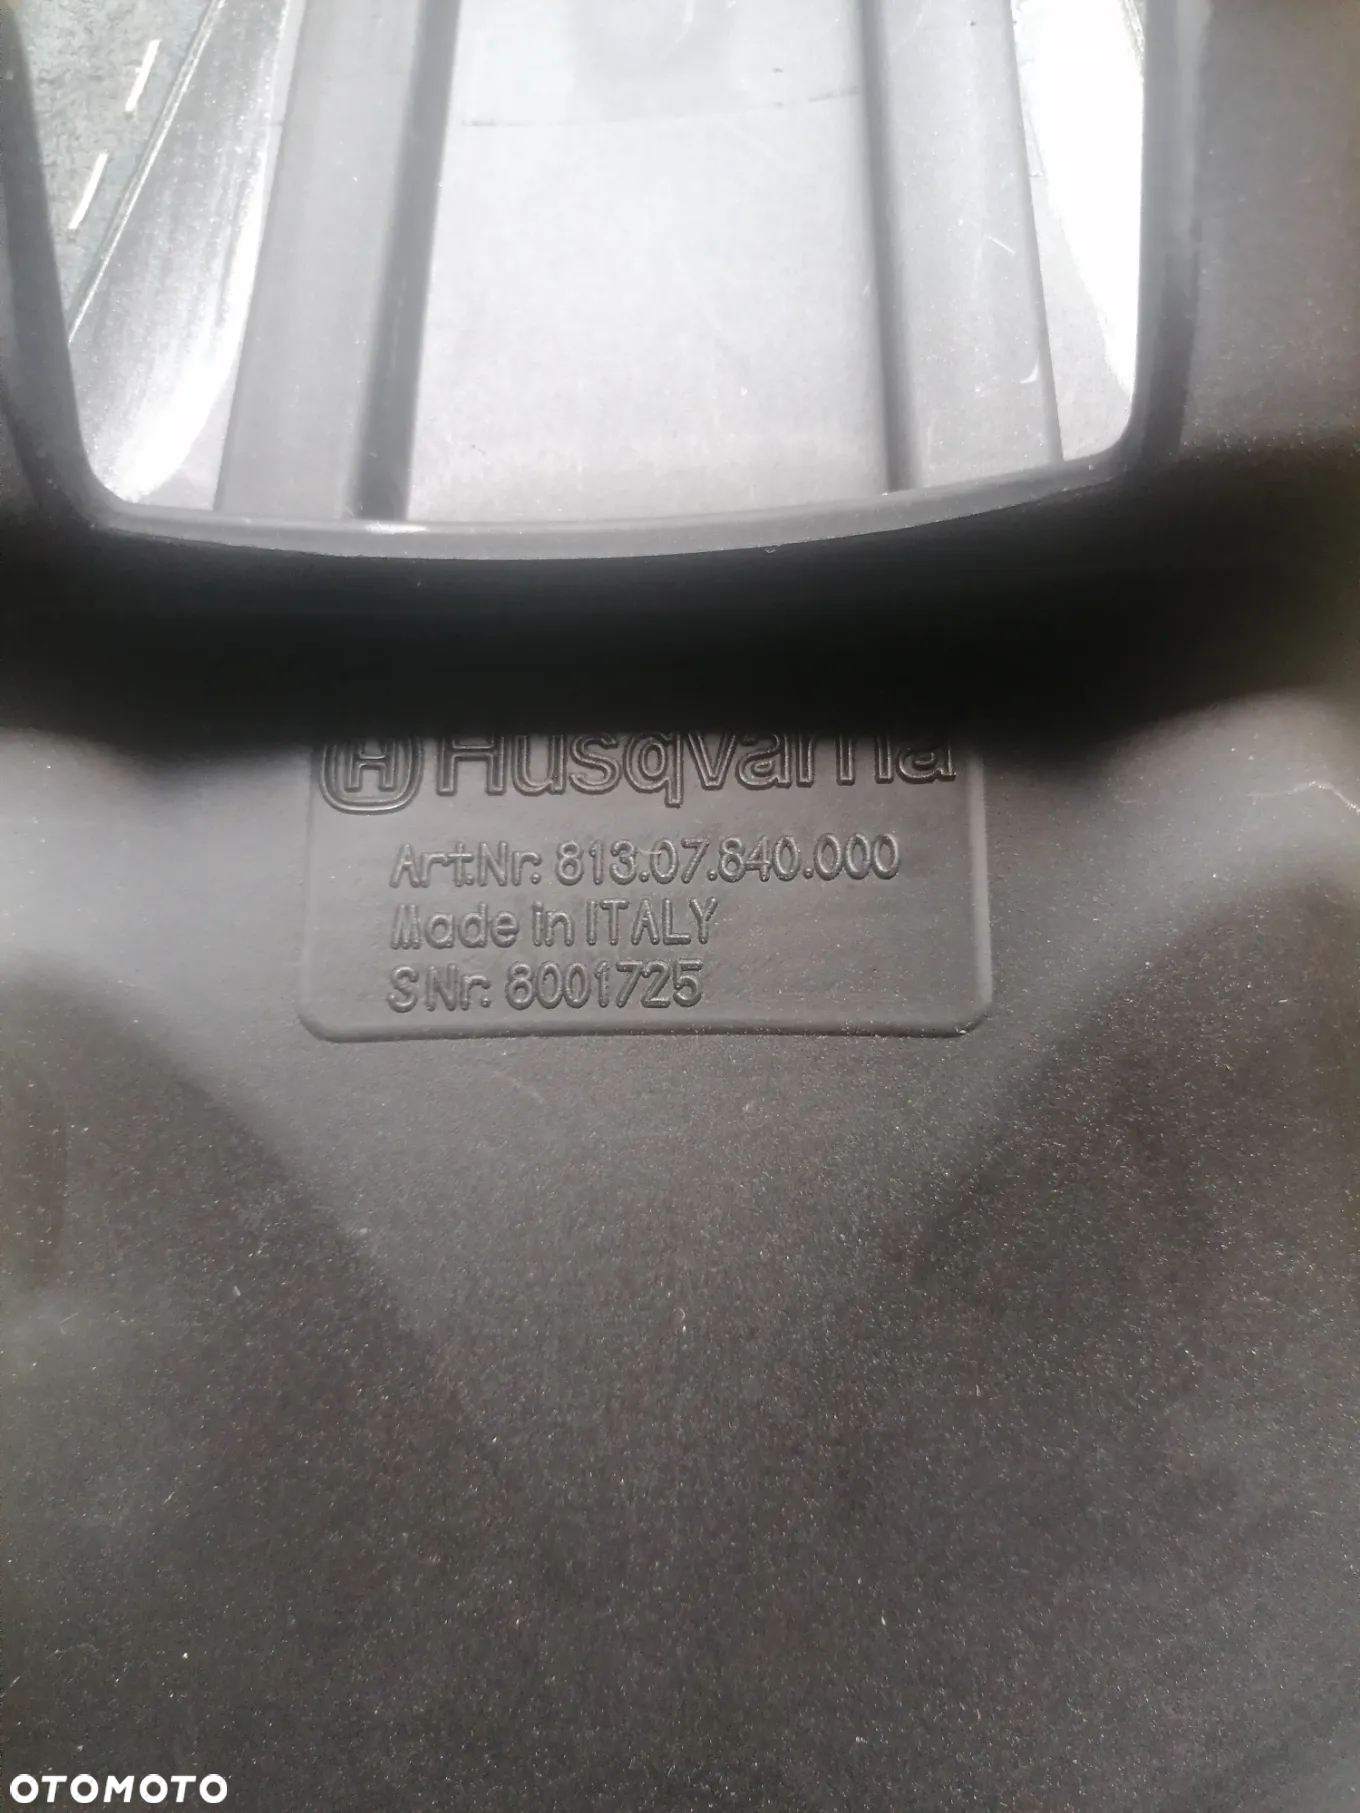 H Husqvarna
Art.Nr. 813.07.840.000
Made in ITALY
SNr. 8001725
OTOMOTO